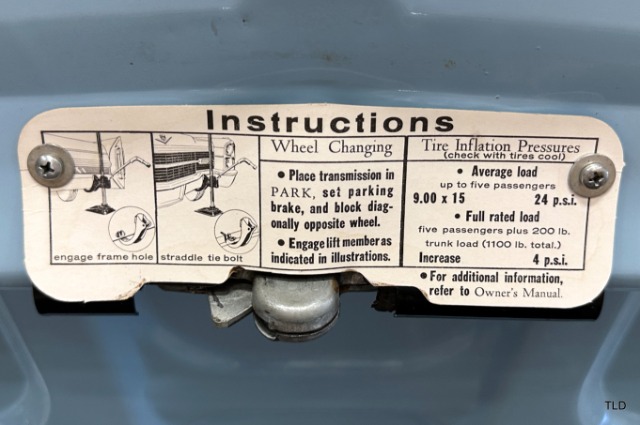 Instructions
engage frame hole
straddle tie bolt
Wheel Changing
• Place transmission in
PARK, set parking
brake, and block diag-
onally opposite wheel.
• Engage lift member as
indicated in illustrations.
Tire Inflation Pressures
(check with tires cool)
• Average load
up to five passengers
9.00 x 15 24 p.s.i.
• Full rated load
five passengers plus 200 lb.
trunk load (1100 lb. total.)
Increase 4 p.s.i.
• For additional information,
refer to Owner's Manual.
TLD